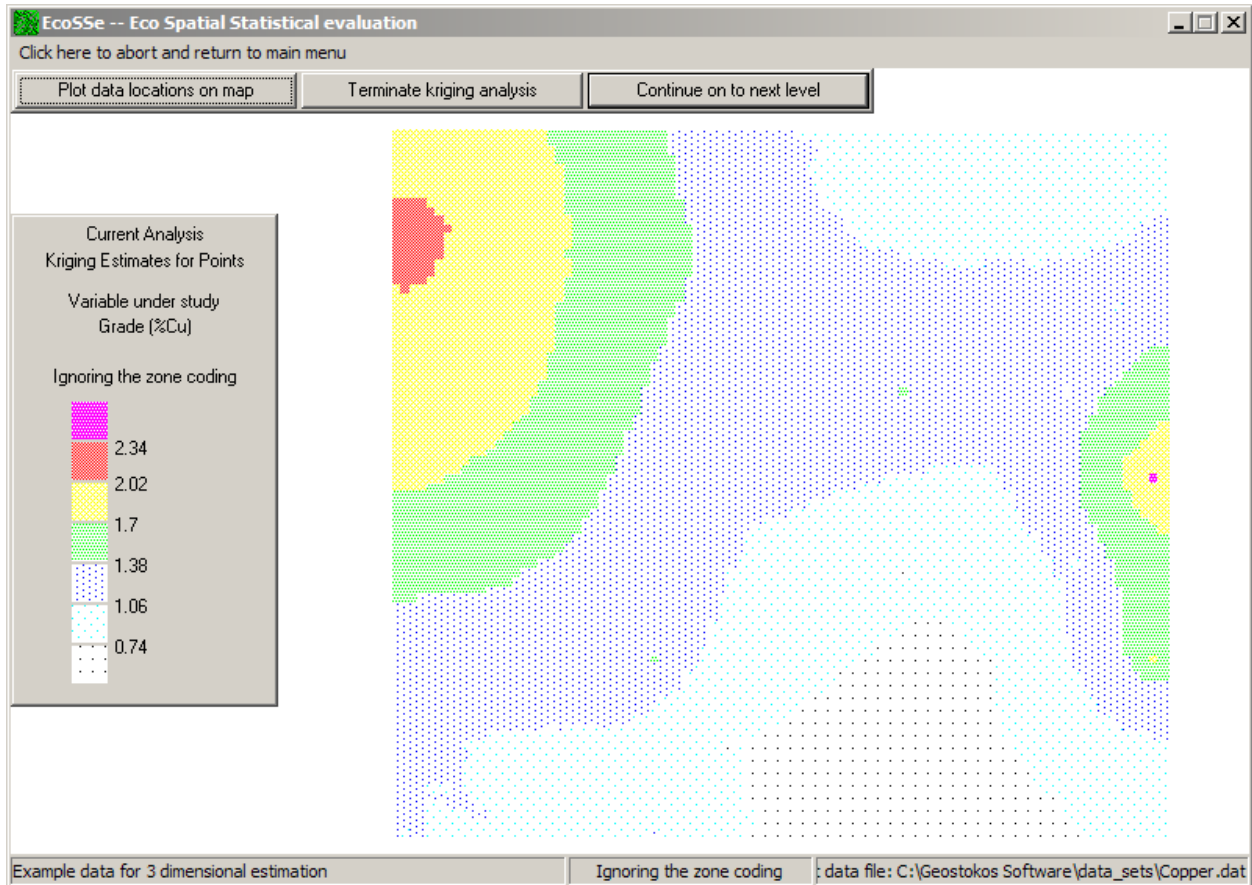 EcoSSe -- Eco Spatial Statistical evaluation
Click here to abort and return to main menu
Plot data locations on map
Terminate kriging analysis
Continue on to next level
Current Analysis
Kriging Estimates for Points
Variable under study
Grade (%Cu)
Ignoring the zone coding
2.34
2.02
1.7
1.38
1.06
0.74
Example data for 3 dimensional estimation
Ignoring the zone coding
data file: C:\Geostokos Software\data_sets\Copper.dat